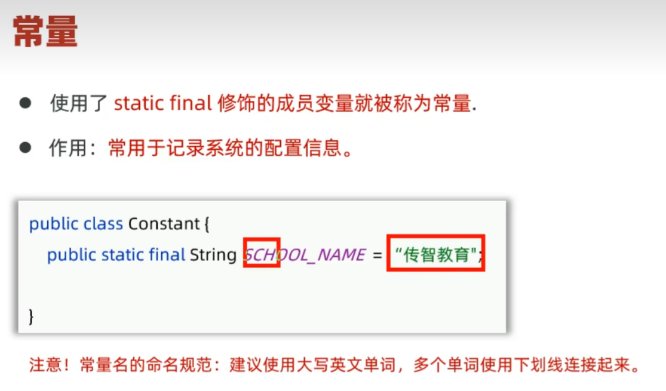 常量
● 使用了 static final 修饰的成员变量就被称为常量.
● 作用：常用于记录系统的配置信息。
public class Constant {
public static final String SCHOOL_NAME = “传智教育";
}
注意！常量名的命名规范：建议使用大写英文单词，多个单词使用下划线连接起来。